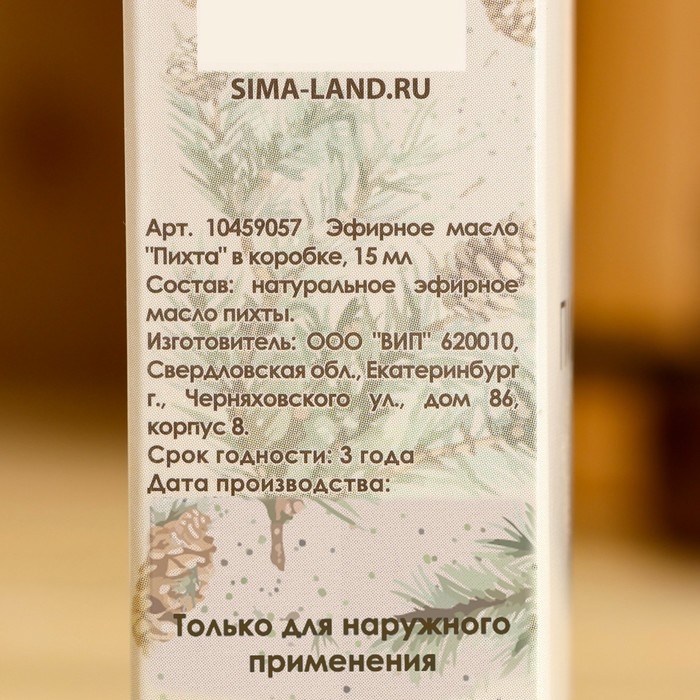 SIMA-LAND.RU
Арт. 10459057 Эфирное масло
"Пихта" в коробке, 15 мл
Состав: натуральное эфирное
масло пихты.
Изготовитель: ООО "ВИП" 620010,
Свердловская обл., Екатеринбург
г., Черняховского ул., дом 86,
корпус 8.
Срок годности: 3 года
Дата производства:
Только для наружного
применения